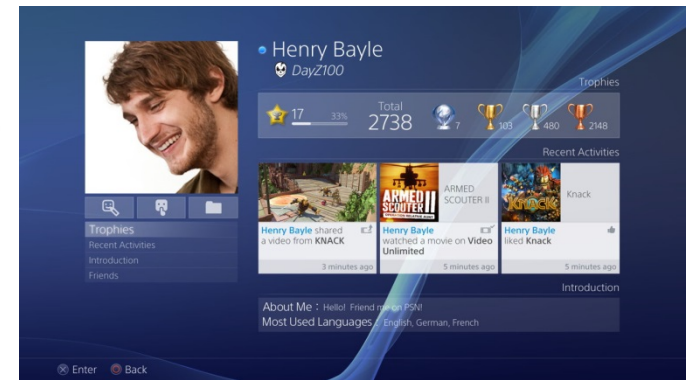 Henry Bayle
DayZ100
Trophies
17
33%
Total
2738
7
103
480
2148
Recent Activities
ARMED
SCOUTER II
ARMED
SCOUTER II
Knack
KNACK
Henry Bayle shared
a video from KNACK
3 minutes ago
Henry Bayle
watched a movie on Video
Unlimited
5 minutes ago
Henry Bayle
liked Knack
5 minutes ago
Trophies
Recent Activities
Introduction
Friends
Introduction
About Me : Hello! Friend me on PSN!
Most Used Languages : English, German, French
Enter
Back